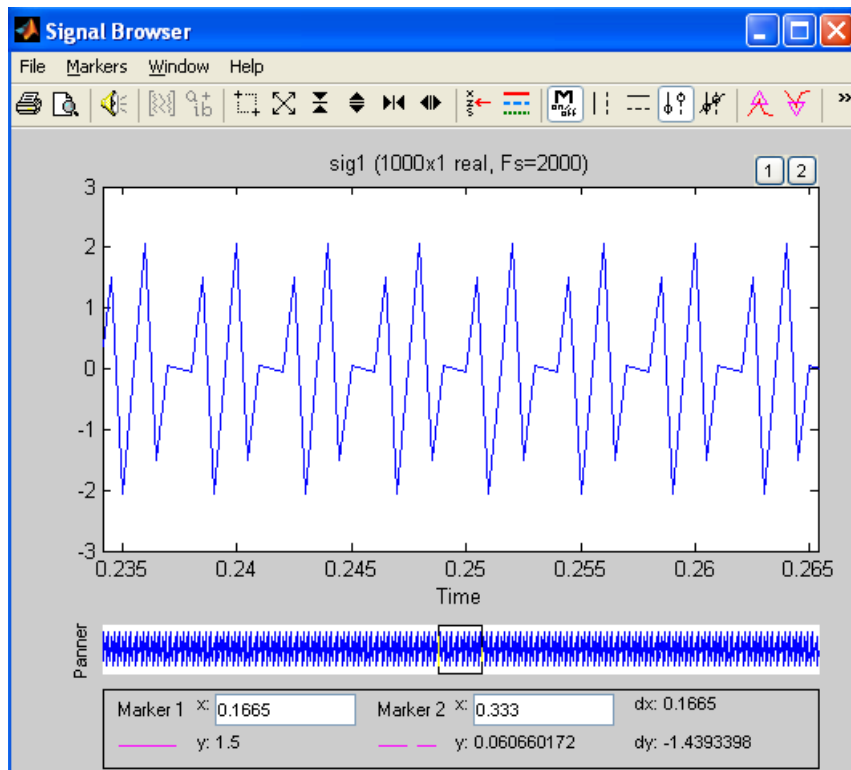 Signal Browser
File Markers Window Help
M on/off »
sig1 (1000x1 real, Fs=2000)
1 2
3
2
1
0
-1
-2
-3
0.235 0.24 0.245 0.25 0.255 0.26 0.265
Time
Panner
Marker 1 x: 0.1665 Marker 2 x: 0.333 dx: 0.1665
y: 1.5 y: 0.060660172 dy: -1.4393398